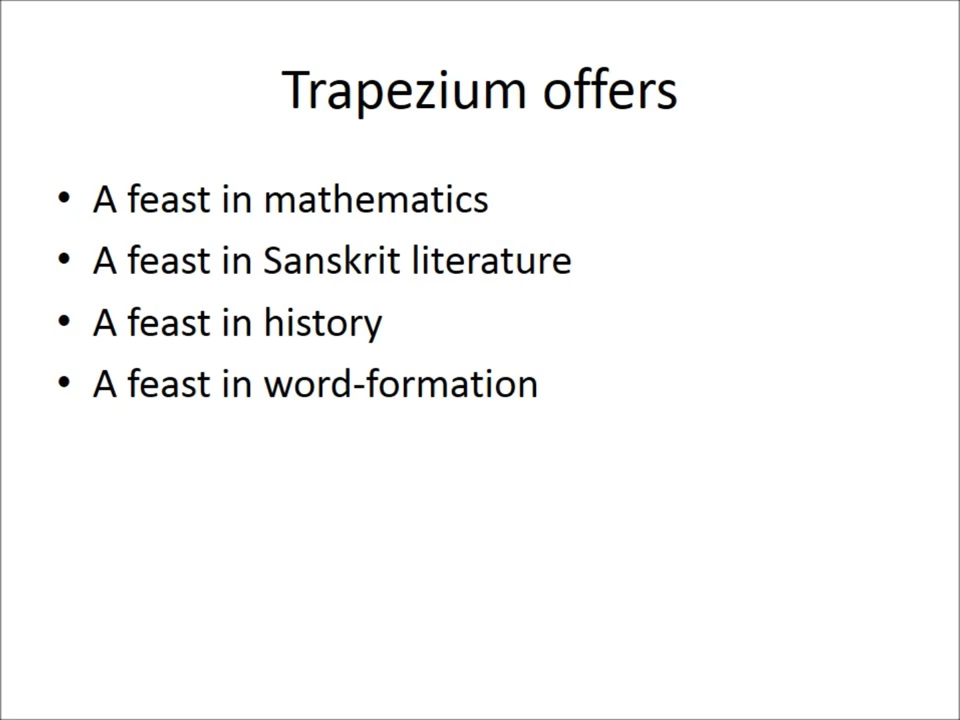 Trapezium offers
• A feast in mathematics
• A feast in Sanskrit literature
• A feast in history
• A feast in word-formation